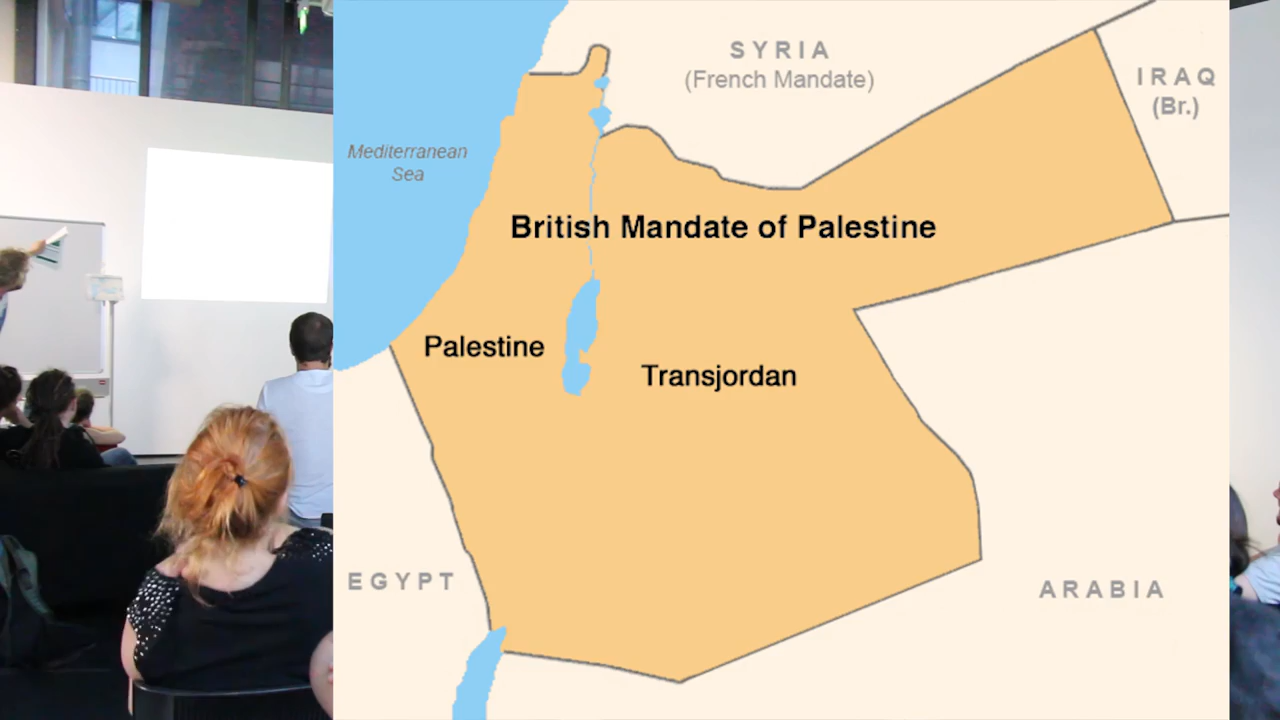 SYRIA
(French Mandate)
IRAQ
(Br.)
Mediterranean
Sea
British Mandate of Palestine
Palestine
Transjordan
EGYPT
ARABIA